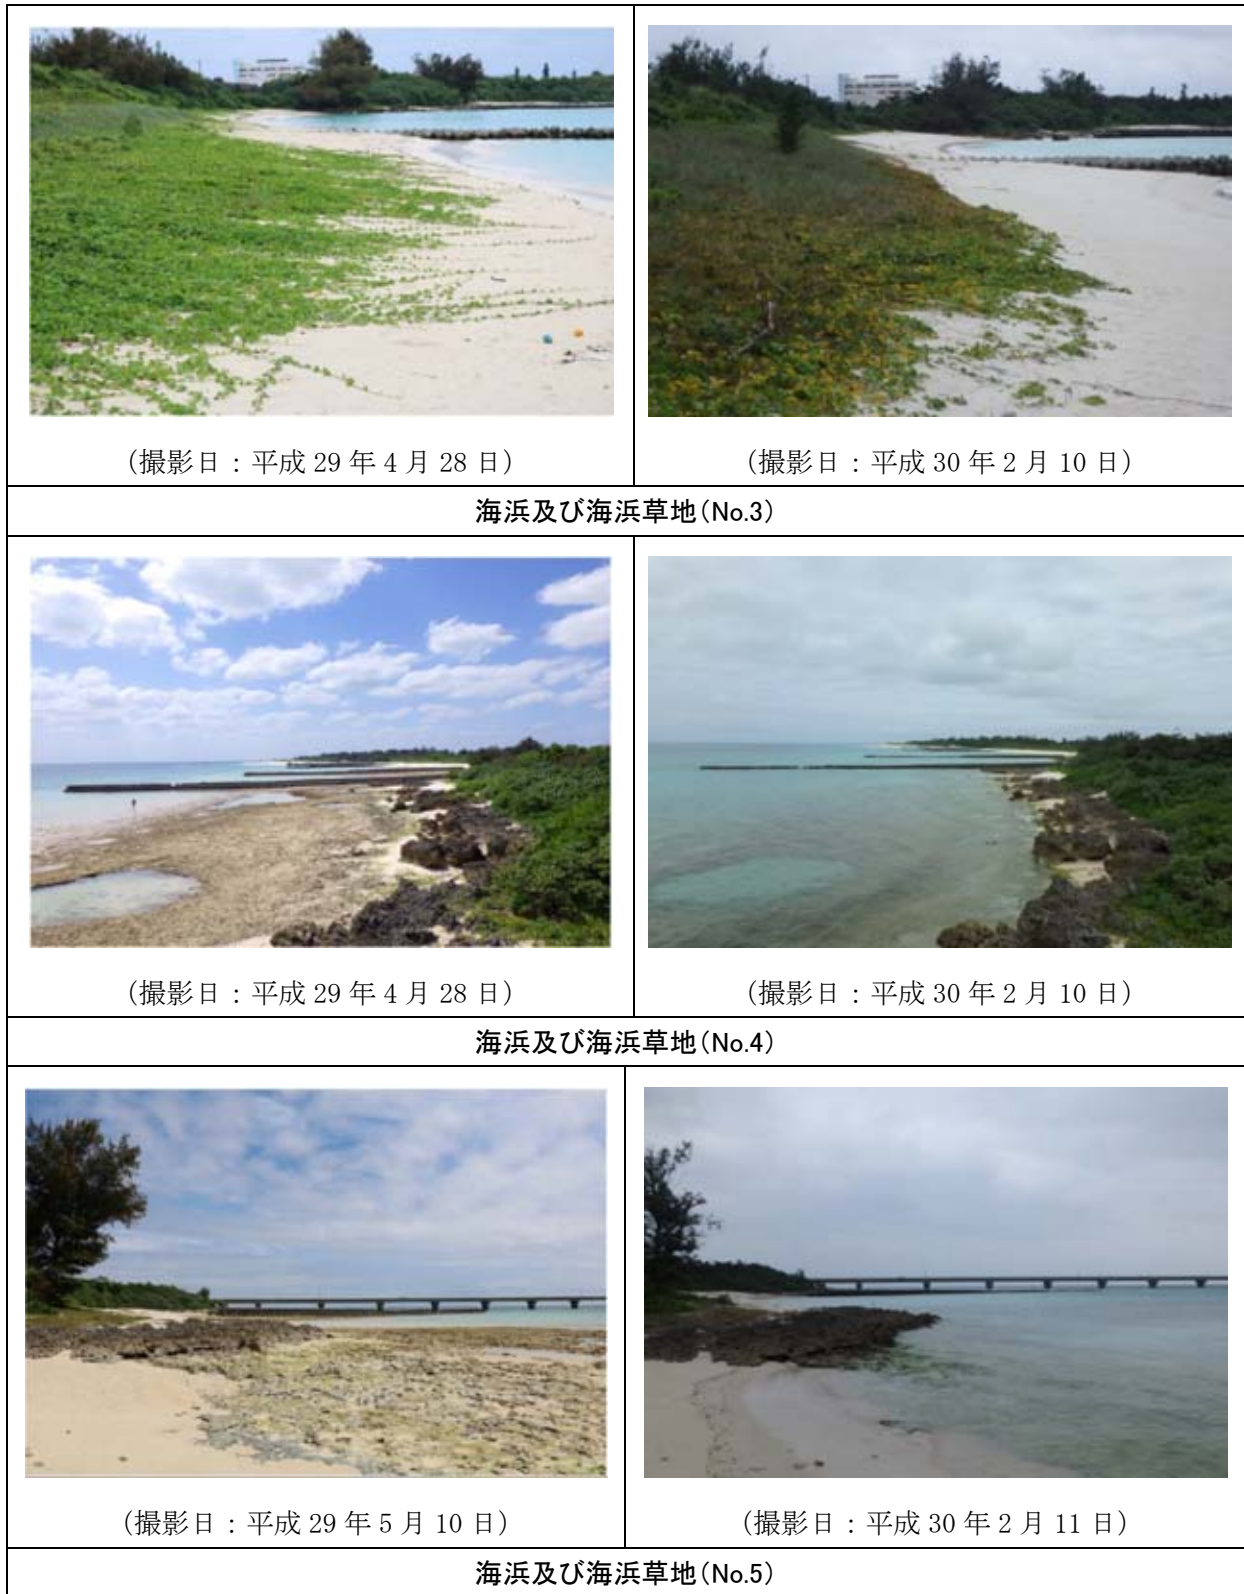 （撮影日：平成 29 年 4 月 28 日）
（撮影日：平成 30 年 2 月 10 日）
海浜及び海浜草地（No.3）
（撮影日：平成 29 年 4 月 28 日）
（撮影日：平成 30 年 2 月 10 日）
海浜及び海浜草地（No.4）
（撮影日：平成 29 年 5 月 10 日）
（撮影日：平成 30 年 2 月 11 日）
海浜及び海浜草地（No.5）